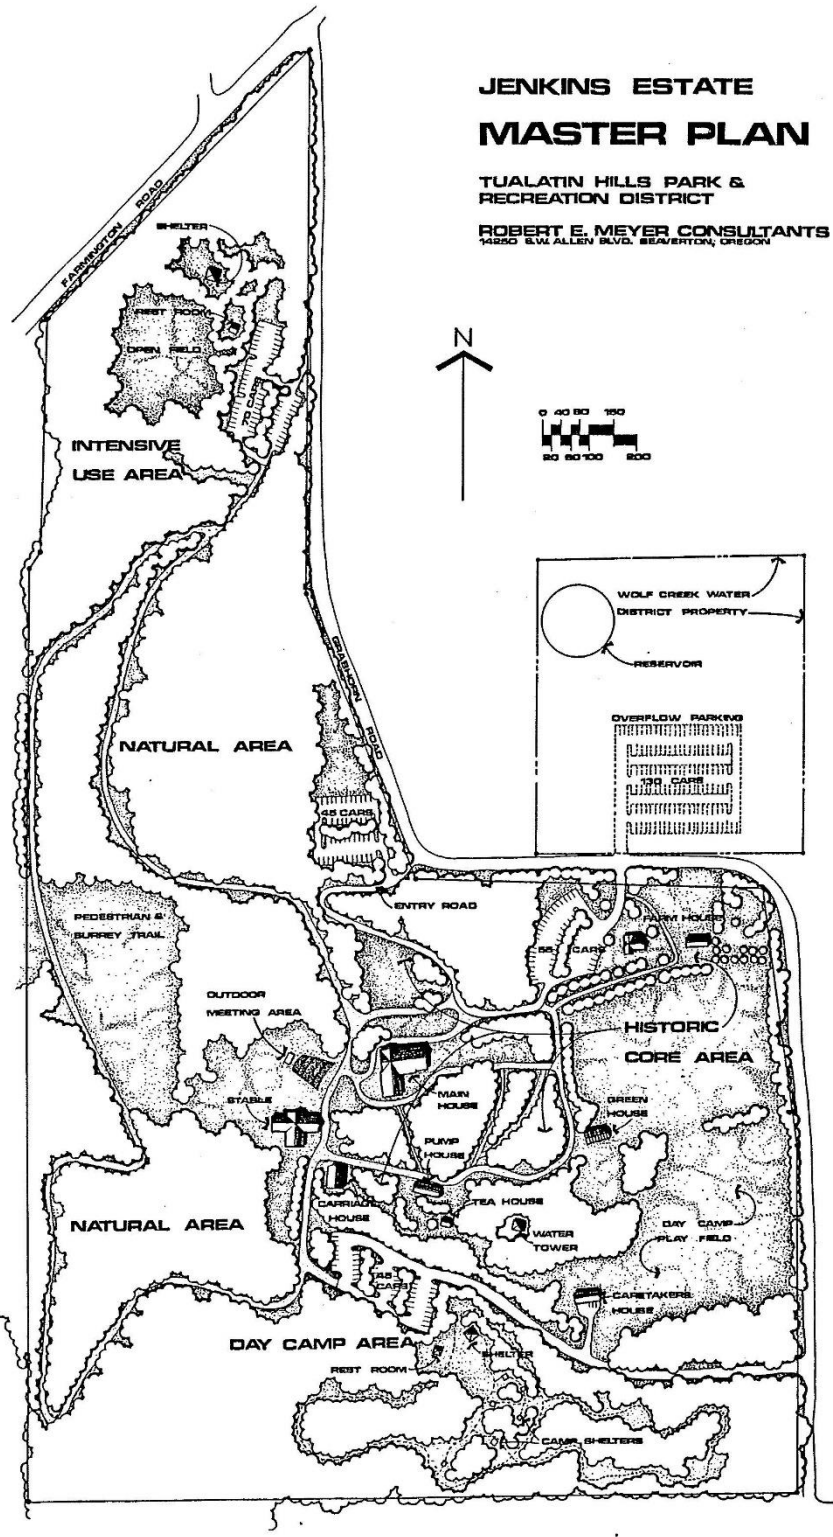 JENKINS ESTATE
MASTER PLAN
TUALATIN HILLS PARK &
RECREATION DISTRICT
ROBERT E. MEYER CONSULTANTS
14250 S.W. ALLEN BLVD. BEAVERTON, OREGON
FARMINGTON ROAD
SHELTER
REST ROOM
OPEN FIELD
70 CARS
INTENSIVE
USE AREA
N
0 40 80 150
20 60 100 200
WOLF CREEK WATER
DISTRICT PROPERTY
RESERVOIR
GRABHORN ROAD
OVERFLOW PARKING
130 CARS
NATURAL AREA
45 CARS
ENTRY ROAD
PEDESTRIAN &
SURREY TRAIL
FARM HOUSE
55 CARS
OUTDOOR
MEETING AREA
HISTORIC
CORE AREA
STABLE
MAIN
HOUSE
GREEN
HOUSE
PUMP
HOUSE
CARRIAGE
HOUSE
TEA HOUSE
WATER
TOWER
NATURAL AREA
DAY CAMP
PLAY FIELD
45
CARS
CARETAKERS
HOUSE
DAY CAMP AREA
SHELTER
REST ROOM
CAMP SHELTERS